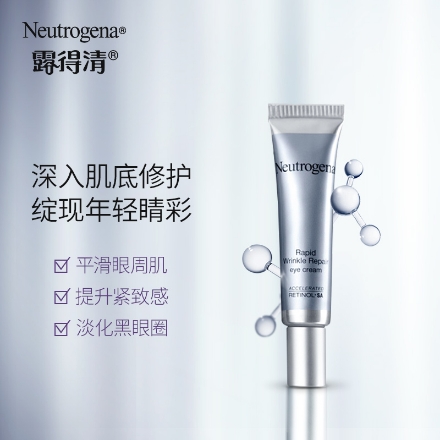 Neutrogena®
露得清®
深入肌底修护
绽现年轻睛彩
平滑眼周肌
提升紧致感
淡化黑眼圈
Neutrogena
Rapid
Wrinkle Repair
eye cream
ACCELERATED
RETINOL·SA